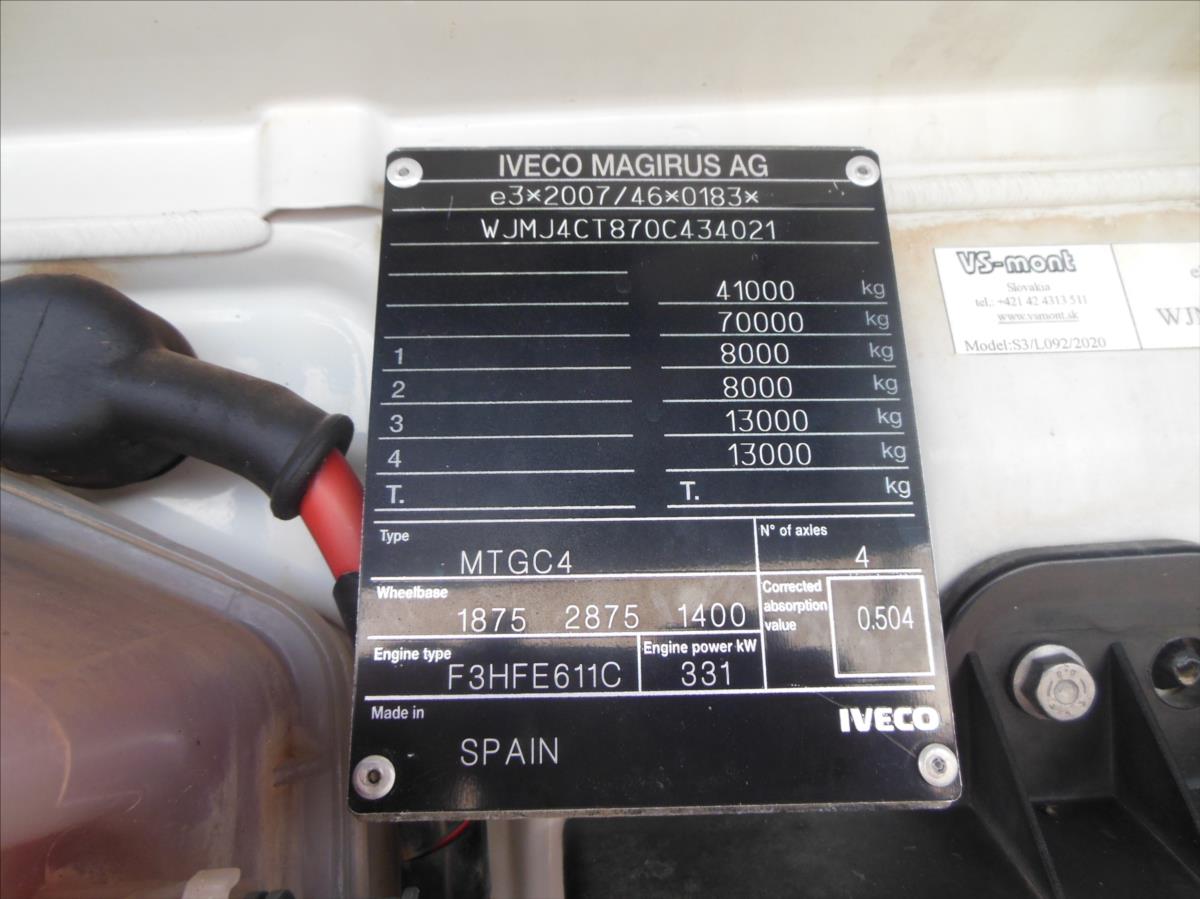 IVECO MAGIRUS AG
e3*2007/46*0183*
WJMJ4CT870C434021
41000 kg
70000 kg
1 8000 kg
2 8000 kg
3 13000 kg
4 13000 kg
T. T. kg
Type N° of axles
MTGC4 4
Wheelbase Corrected absorption value
1875 2875 1400 0.504
Engine type Engine power kW
F3HFE611C 331
Made in IVECO
SPAIN
VS-mont
Slovakia
tel.: +421 42 4313 511
www.vsmont.sk
Model:S3/L092/2020
WJM